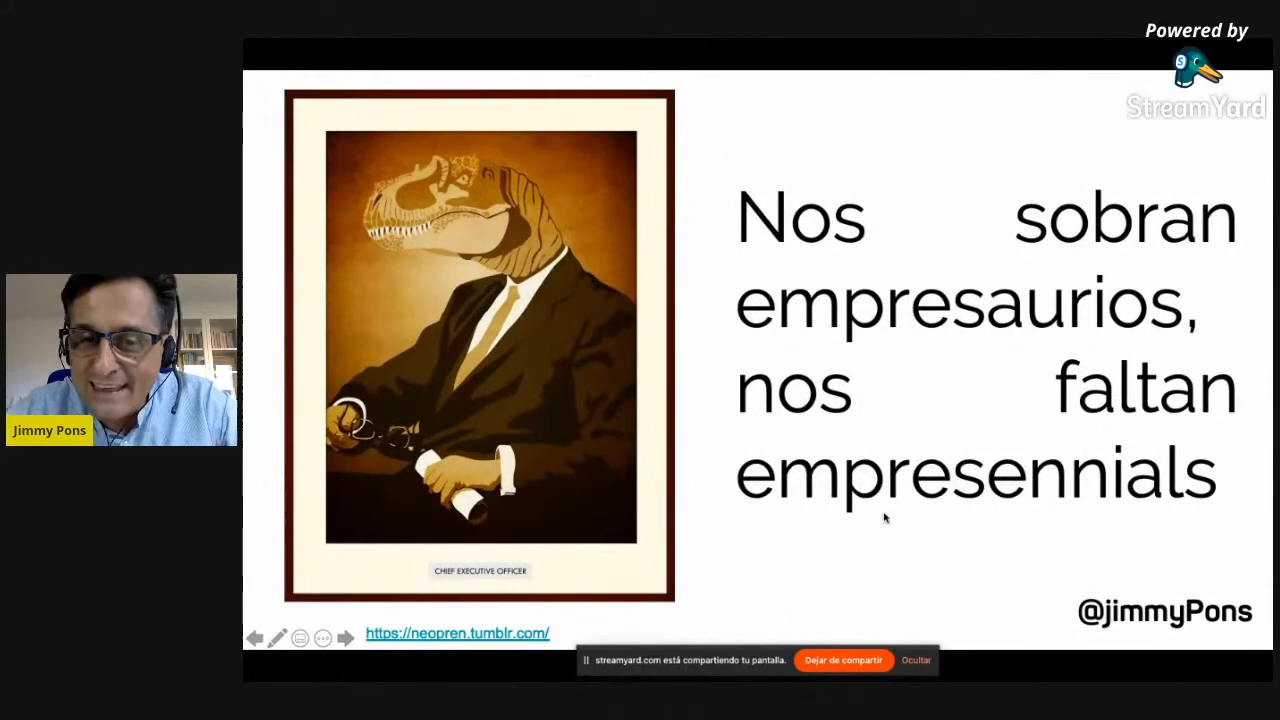 Powered by
StreamYard
Nos sobran
empresaurios,
nos faltan
empresennials
Jimmy Pons
CHIEF EXECUTIVE OFFICER
@jimmyPons
https://neopren.tumblr.com/
streamyard.com está compartiendo tu pantalla. Dejar de compartir Ocultar